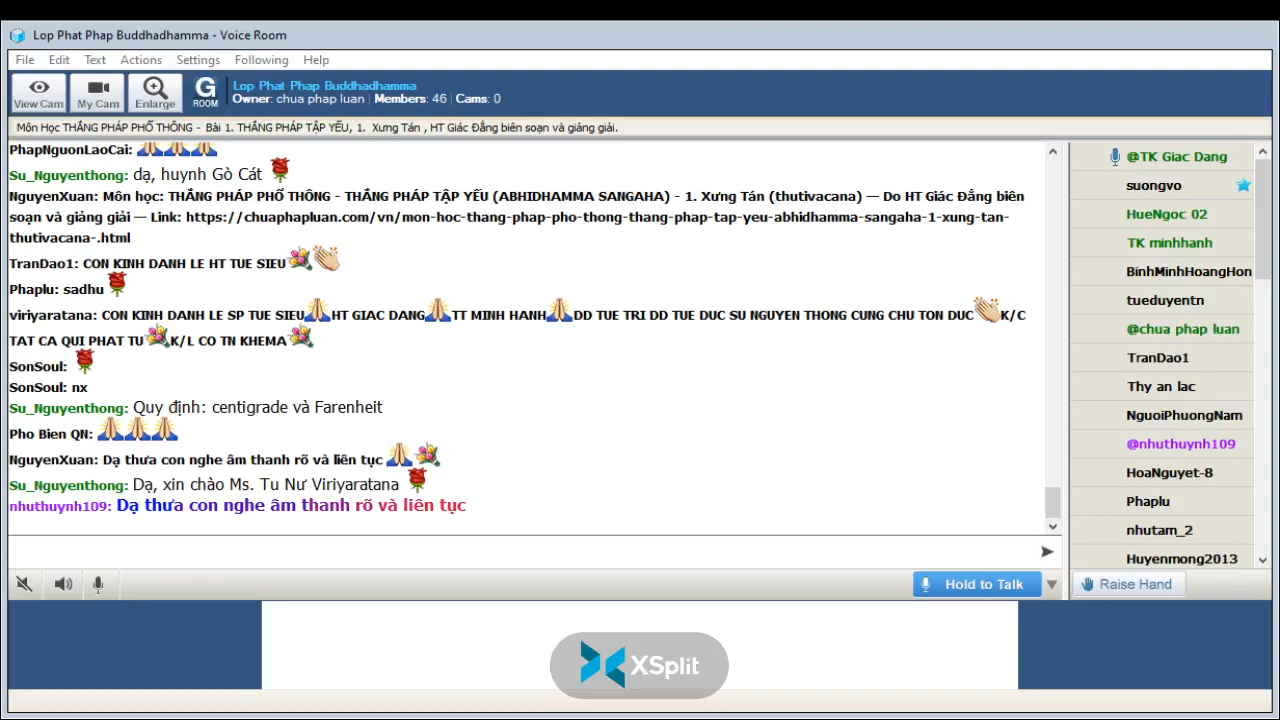 Lop Phat Phap Buddhadhamma - Voice Room
File Edit Text Actions Settings Following Help
View Cam My Cam Enlarge G ROOM
Lop Phat Phap Buddhadhamma
Owner: chua phap luan | Members: 46 | Cams: 0
Môn Học THẮNG PHÁP PHỔ THÔNG - Bài 1. THẮNG PHÁP TẬP YẾU, 1. Xưng Tán , HT Giác Đẳng biên soạn và giảng giải.
PhapNguonLaoCai:
Su_Nguyenthong: dạ, huynh Gò Cát
NguyenXuan: Môn học: THẮNG PHÁP PHỔ THÔNG - THẮNG PHÁP TẬP YẾU (ABHIDHAMMA SANGAHA) - 1. Xưng Tán (thutivacana) — Do HT Giác Đẳng biên
soạn và giảng giải — Link: https://chuaphapluan.com/vn/mon-hoc-thang-phap-pho-thong-thang-phap-tap-yeu-abhidhamma-sangaha-1-xung-tan-
thutivacana-.html
TranDao1: CON KINH DANH LE HT TUE SIEU
Phaplu: sadhu
viriyaratana: CON KINH DANH LE SP TUE SIEU HT GIAC DANG TT MINH HANH DD TUE TRI DD TUE DUC SU NGUYEN THONG CUNG CHU TON DUC K/C
TAT CA QUI PHAT TU K/L CO TN KHEMA
SonSoul:
SonSoul: nx
Su_Nguyenthong: Quy định: centigrade và Farenheit
Pho Bien QN:
NguyenXuan: Dạ thưa con nghe âm thanh rõ và liên tục
Su_Nguyenthong: Dạ, xin chào Ms. Tu Nư Viriyaratana
nhuthuynh109: Dạ thưa con nghe âm thanh rõ và liên tục
@TK Giac Dang
suongvo
HueNgoc 02
TK minhhanh
BinhMinhHoangHon
tueduyentn
@chua phap luan
TranDao1
Thy an lac
NguoiPhuongNam
@nhuthuynh109
HoaNguyet-8
Phaplu
nhutam_2
Huyenmong2013
Hold to Talk
Raise Hand
XSplit